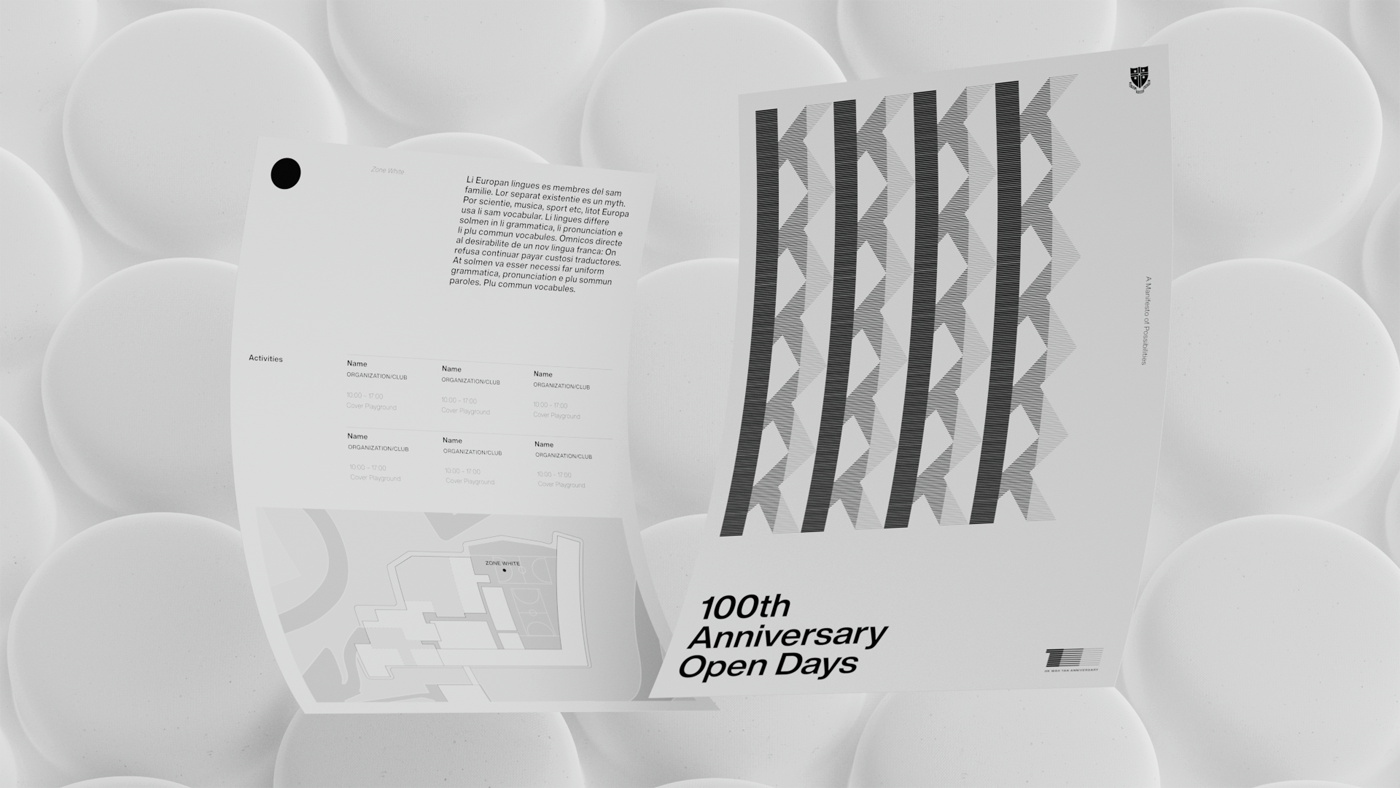 Zone White
Li Europan lingues es membres del sam
familie. Lor separat existentie es un myth.
Por scientie, musica, sport etc, litot Europa
usa li sam vocabular. Li lingues differe
solmen in li grammatica, li pronunciation e
li plu commun vocabules. Omnicos directe
al desirabilite de un nov lingua franca: On
refusa continuar payar custosi traductores.
At solmen va esser necessi far uniform
grammatica, pronunciation e plu sommun
paroles. Plu commun vocabules.
Activities
Name
ORGANIZATION/CLUB
10:00 – 17:00
Cover Playground
Name
ORGANIZATION/CLUB
10:00 – 17:00
Cover Playground
Name
ORGANIZATION/CLUB
10:00 – 17:00
Cover Playground
Name
ORGANIZATION/CLUB
10:00 – 17:00
Cover Playground
Name
ORGANIZATION/CLUB
10:00 – 17:00
Cover Playground
Name
ORGANIZATION/CLUB
10:00 – 17:00
Cover Playground
ZONE WHITE
A Manifesto of Possibilities
100th
Anniversary
Open Days